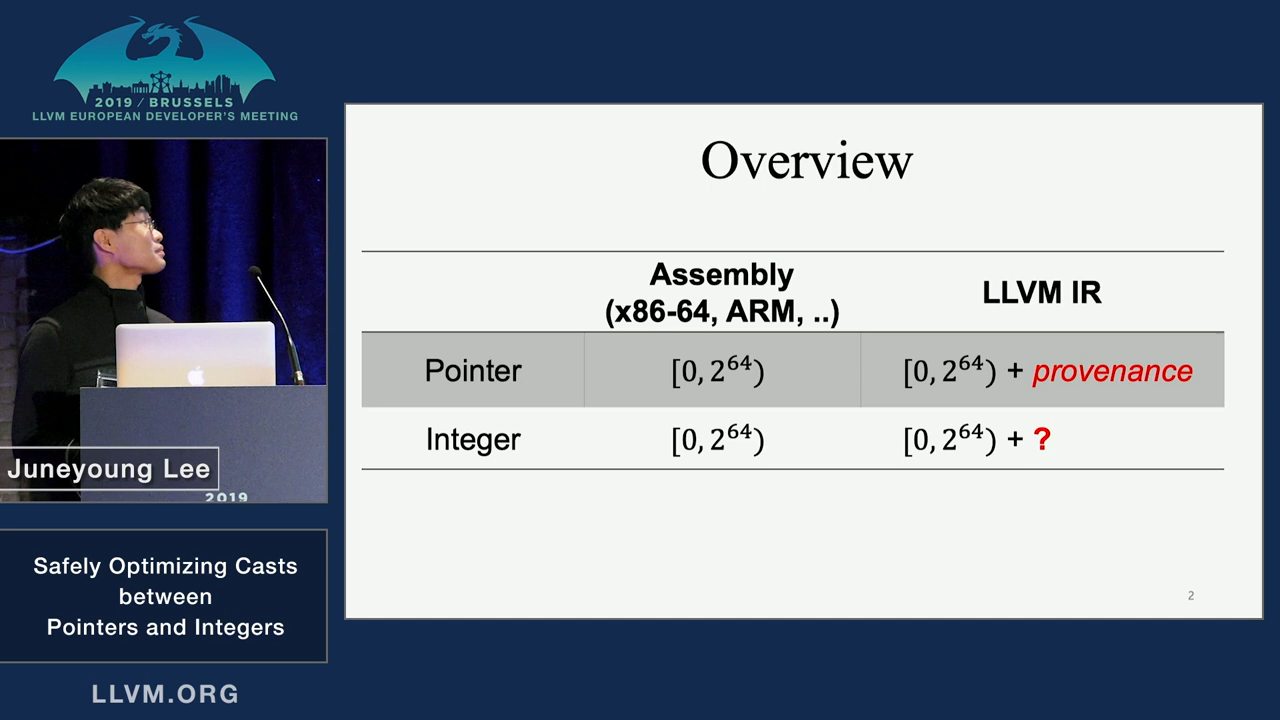 2019 / BRUSSELS
LLVM EUROPEAN DEVELOPER'S MEETING
Juneyoung Lee
2019
Safely Optimizing Casts
between
Pointers and Integers
LLVM.ORG
Overview
Assembly
(x86-64, ARM, ..)
LLVM IR
Pointer [0, 2⁶⁴) [0, 2⁶⁴) + provenance
Integer [0, 2⁶⁴) [0, 2⁶⁴) + ?
2